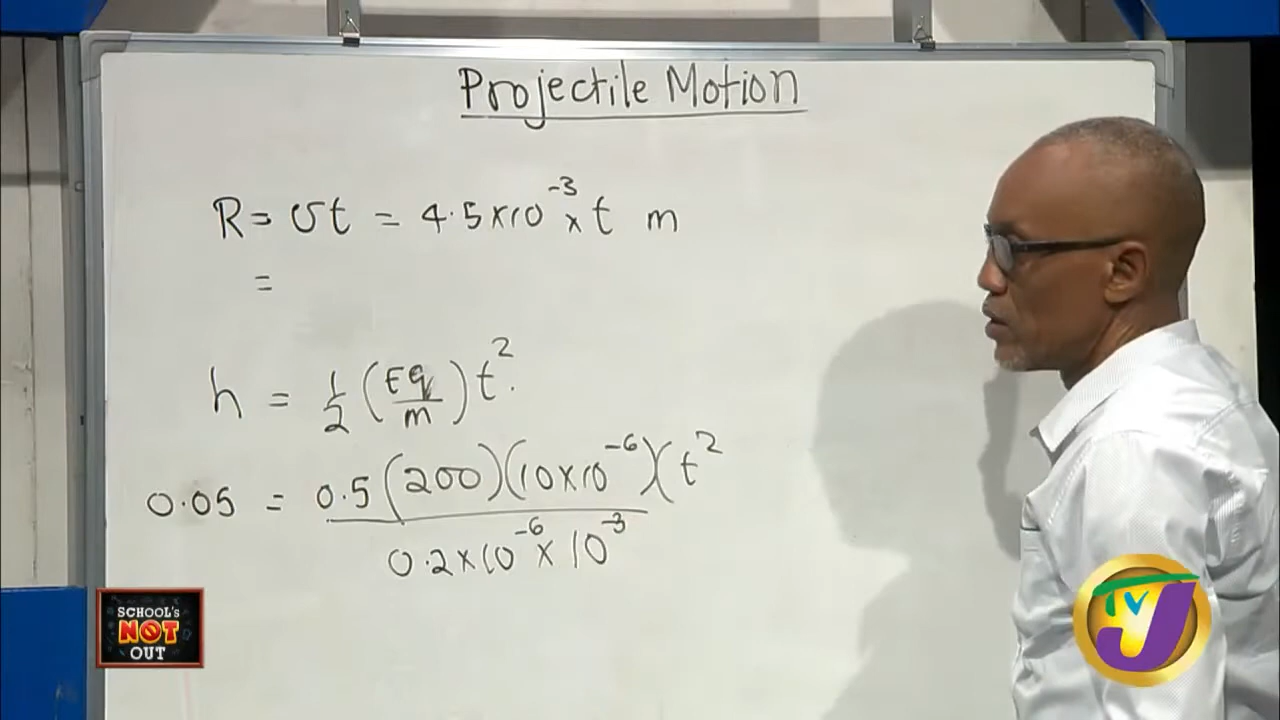 Projectile Motion
R = vt = 4.5×10⁻³ × t m
=
h = 1/2 (Eq/m) t².
0.05 = 0.5(200)(10×10⁻⁶)(t² / 0.2×10⁻⁶×10⁻³
SCHOOL's
NOT
OUT
TVJ